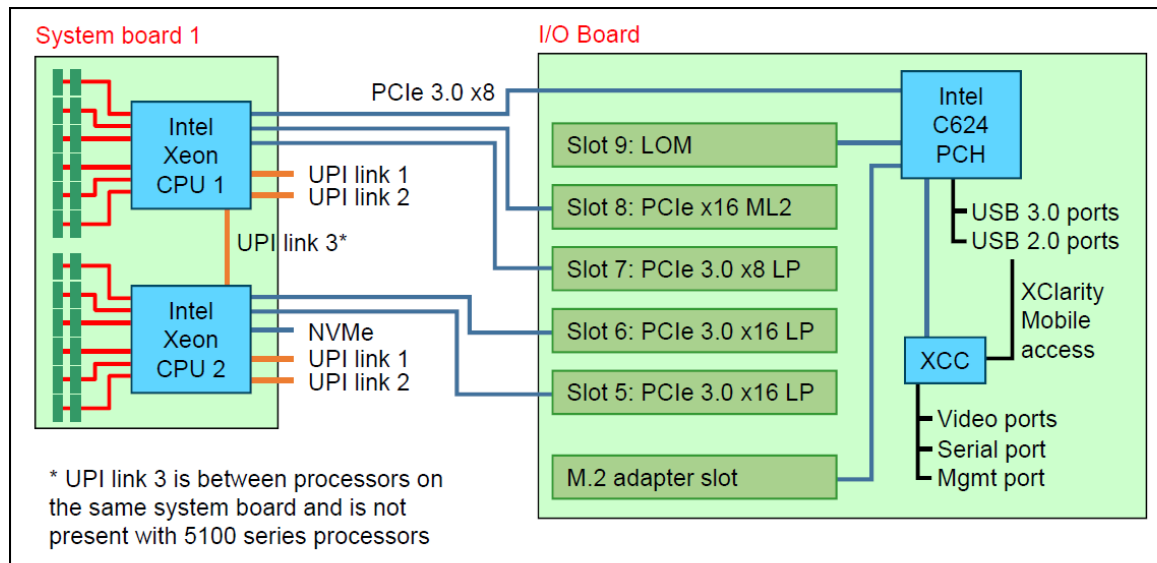 System board 1
I/O Board
PCIe 3.0 x8
Intel
Xeon
CPU 1
UPI link 1
UPI link 2
UPI link 3*
Intel
Xeon
CPU 2
NVMe
UPI link 1
UPI link 2
Intel
C624
PCH
Slot 9: LOM
Slot 8: PCIe x16 ML2
Slot 7: PCIe 3.0 x8 LP
Slot 6: PCIe 3.0 x16 LP
Slot 5: PCIe 3.0 x16 LP
M.2 adapter slot
USB 3.0 ports
USB 2.0 ports
XClarity
Mobile
access
XCC
Video ports
Serial port
Mgmt port
* UPI link 3 is between processors on
the same system board and is not
present with 5100 series processors